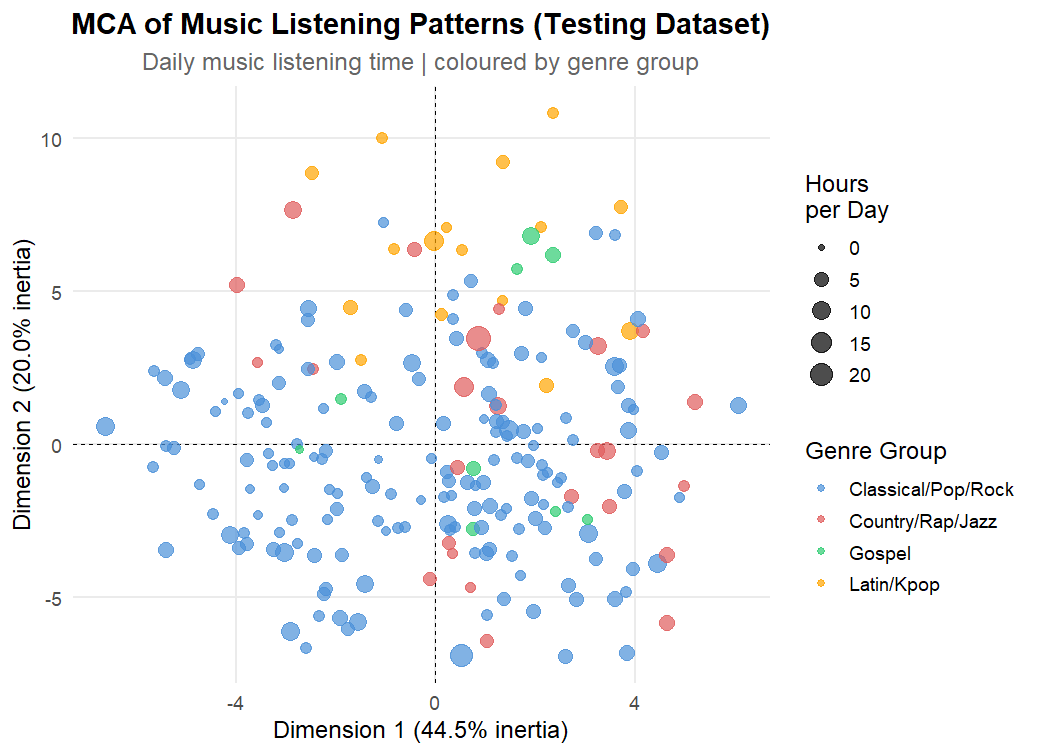 MCA of Music Listening Patterns (Testing Dataset)
Daily music listening time | coloured by genre group
Dimension 2 (20.0% inertia)
10
5
0
-5
-4
0
4
Dimension 1 (44.5% inertia)
Hours
per Day
0
5
10
15
20
Genre Group
Classical/Pop/Rock
Country/Rap/Jazz
Gospel
Latin/Kpop